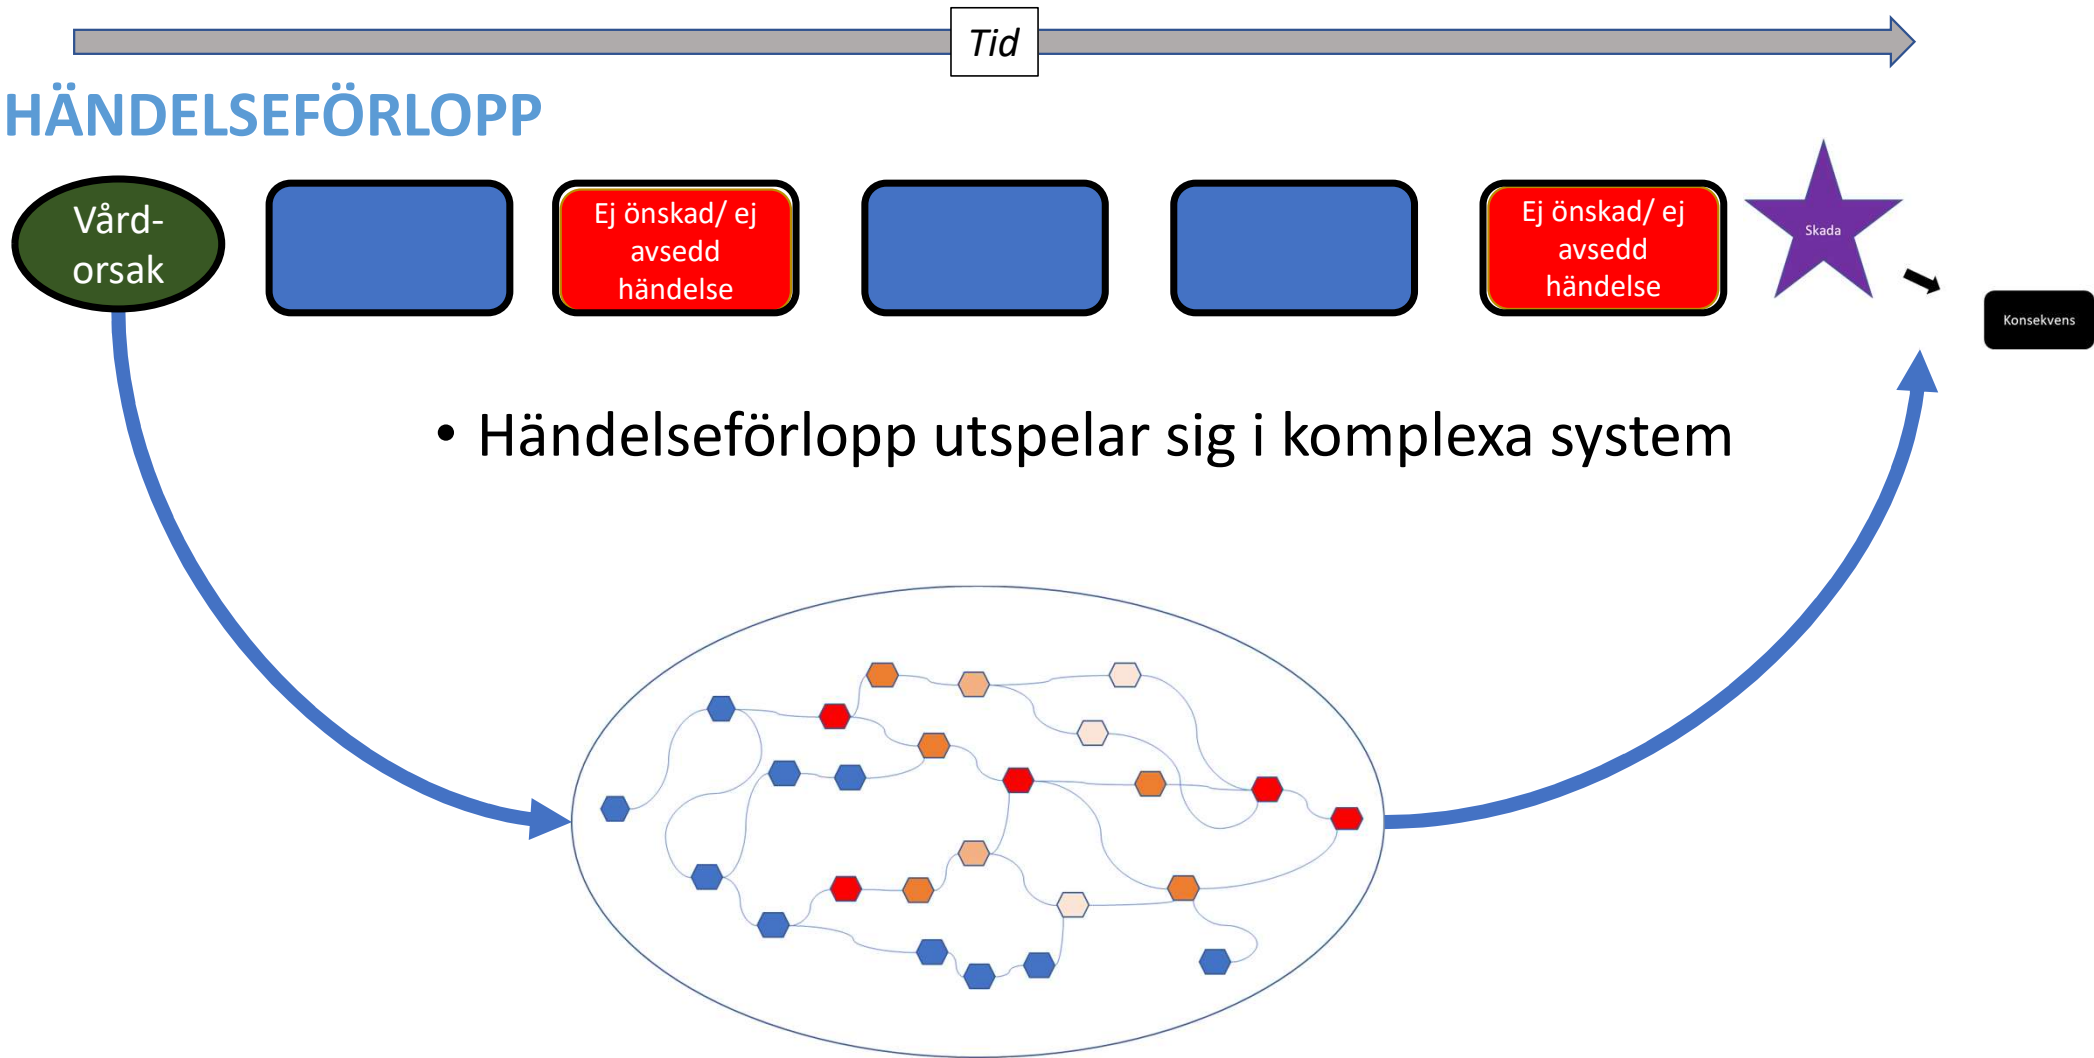 Tid
HÄNDELSEFÖRLOPP
Vård-
orsak
Ej önskad/ ej
avsedd
händelse
Ej önskad/ ej
avsedd
händelse
Skada
Konsekvens
• Händelseförlopp utspelar sig i komplexa system